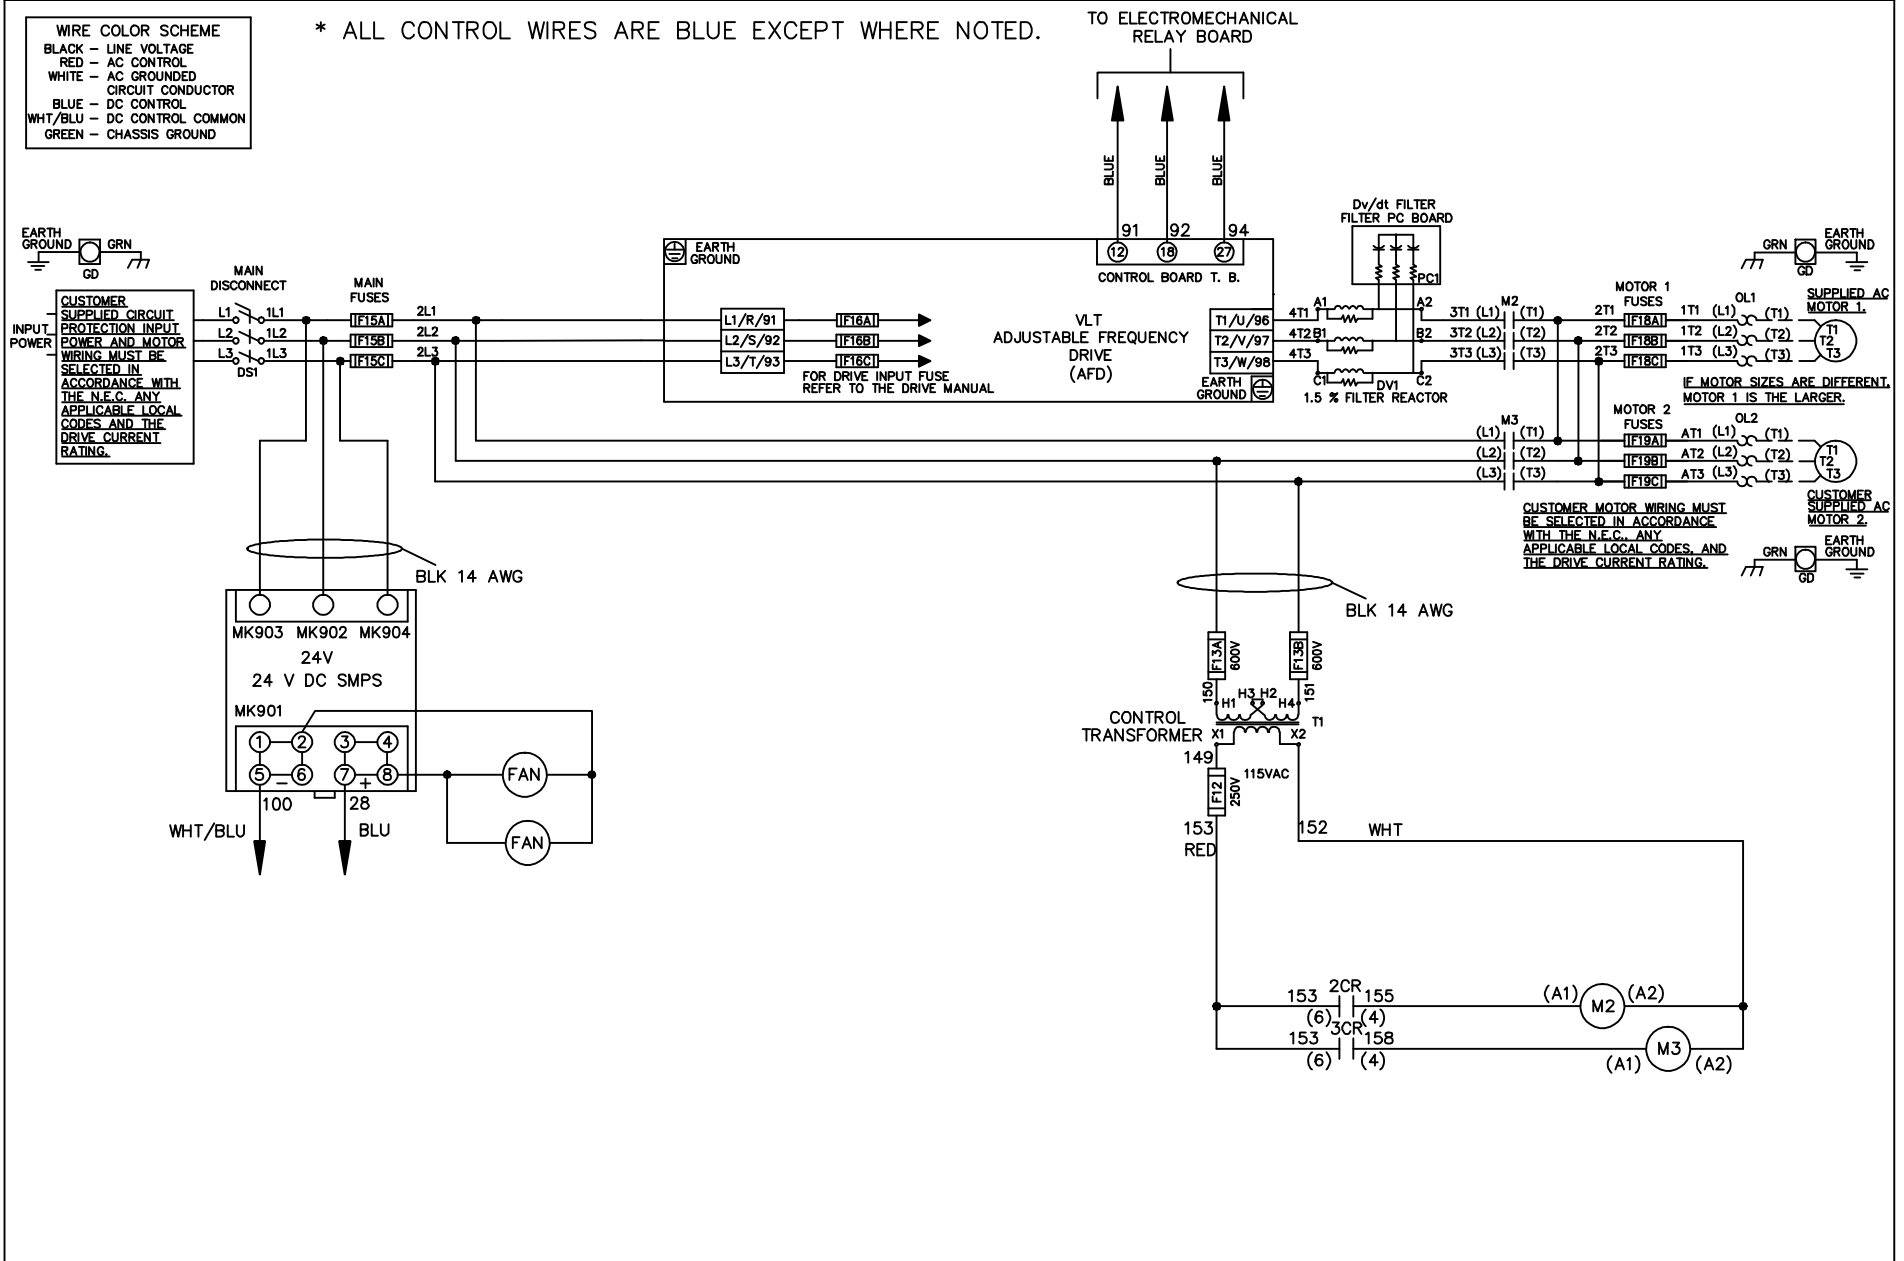 WIRE COLOR SCHEME
BLACK – LINE VOLTAGE
RED – AC CONTROL
WHITE – AC GROUNDED
CIRCUIT CONDUCTOR
BLUE – DC CONTROL
WHT/BLU – DC CONTROL COMMON
GREEN – CHASSIS GROUND
* ALL CONTROL WIRES ARE BLUE EXCEPT WHERE NOTED.
TO ELECTROMECHANICAL
RELAY BOARD
BLUE BLUE BLUE
91 92 94
12 18 27
CONTROL BOARD T. B.
EARTH
GROUND GRN
GD
CUSTOMER
SUPPLIED CIRCUIT
PROTECTION INPUT
POWER AND MOTOR
WIRING MUST BE
SELECTED IN
ACCORDANCE WITH
THE N.E.C. ANY
APPLICABLE LOCAL
CODES AND THE
DRIVE CURRENT
RATING.
INPUT
POWER
MAIN
DISCONNECT
L1 1L1
L2 1L2
L3 1L3
DS1
MAIN
FUSES
F15A 2L1
F15B 2L2
F15C 2L3
EARTH
GROUND
L1/R/91
L2/S/92
L3/T/93
F16A
F16B
F16C
FOR DRIVE INPUT FUSE
REFER TO THE DRIVE MANUAL
VLT
ADJUSTABLE FREQUENCY
DRIVE
(AFD)
T1/U/96
T2/V/97
T3/W/98
EARTH
GROUND
Dv/dt FILTER
FILTER PC BOARD
PC1
4T1 A1 A2
4T2 B1 B2
4T3
C1 DV1 C2
1.5 % FILTER REACTOR
M2
3T1 (L1) (T1)
3T2 (L2) (T2)
3T3 (L3) (T3)
MOTOR 1
FUSES
2T1 F18A 1T1 (L1) OL1 (T1)
2T2 F18B 1T2 (L2) (T2)
2T3 F18C 1T3 (L3) (T3)
GRN EARTH
GROUND
GD
SUPPLIED AC
MOTOR 1.
T1
T2
T3
IF MOTOR SIZES ARE DIFFERENT,
MOTOR 1 IS THE LARGER.
M3
(L1) (T1)
(L2) (T2)
(L3) (T3)
MOTOR 2
FUSES
F19A AT1 (L1) OL2 (T1)
F19B AT2 (L2) (T2)
F19C AT3 (L3) (T3)
T1
T2
T3
CUSTOMER
SUPPLIED AC
MOTOR 2.
CUSTOMER MOTOR WIRING MUST
BE SELECTED IN ACCORDANCE
WITH THE N.E.C., ANY
APPLICABLE LOCAL CODES, AND
THE DRIVE CURRENT RATING.
GRN EARTH
GROUND
GD
BLK 14 AWG
MK903 MK902 MK904
24V
24 V DC SMPS
MK901
1 2 3 4
5 – 6 7 + 8
FAN
FAN
100 28
WHT/BLU BLU
BLK 14 AWG
F13A 600V F13B 600V
150 151
H1 H3 H2 H4
CONTROL
TRANSFORMER
T1
X1 X2
149
F12 250V
115VAC
153
RED
152 WHT
153 2CR 155 (A1) M2 (A2)
(6) (4)
153 3CR 158 M3
(6) (4) (A1) (A2)